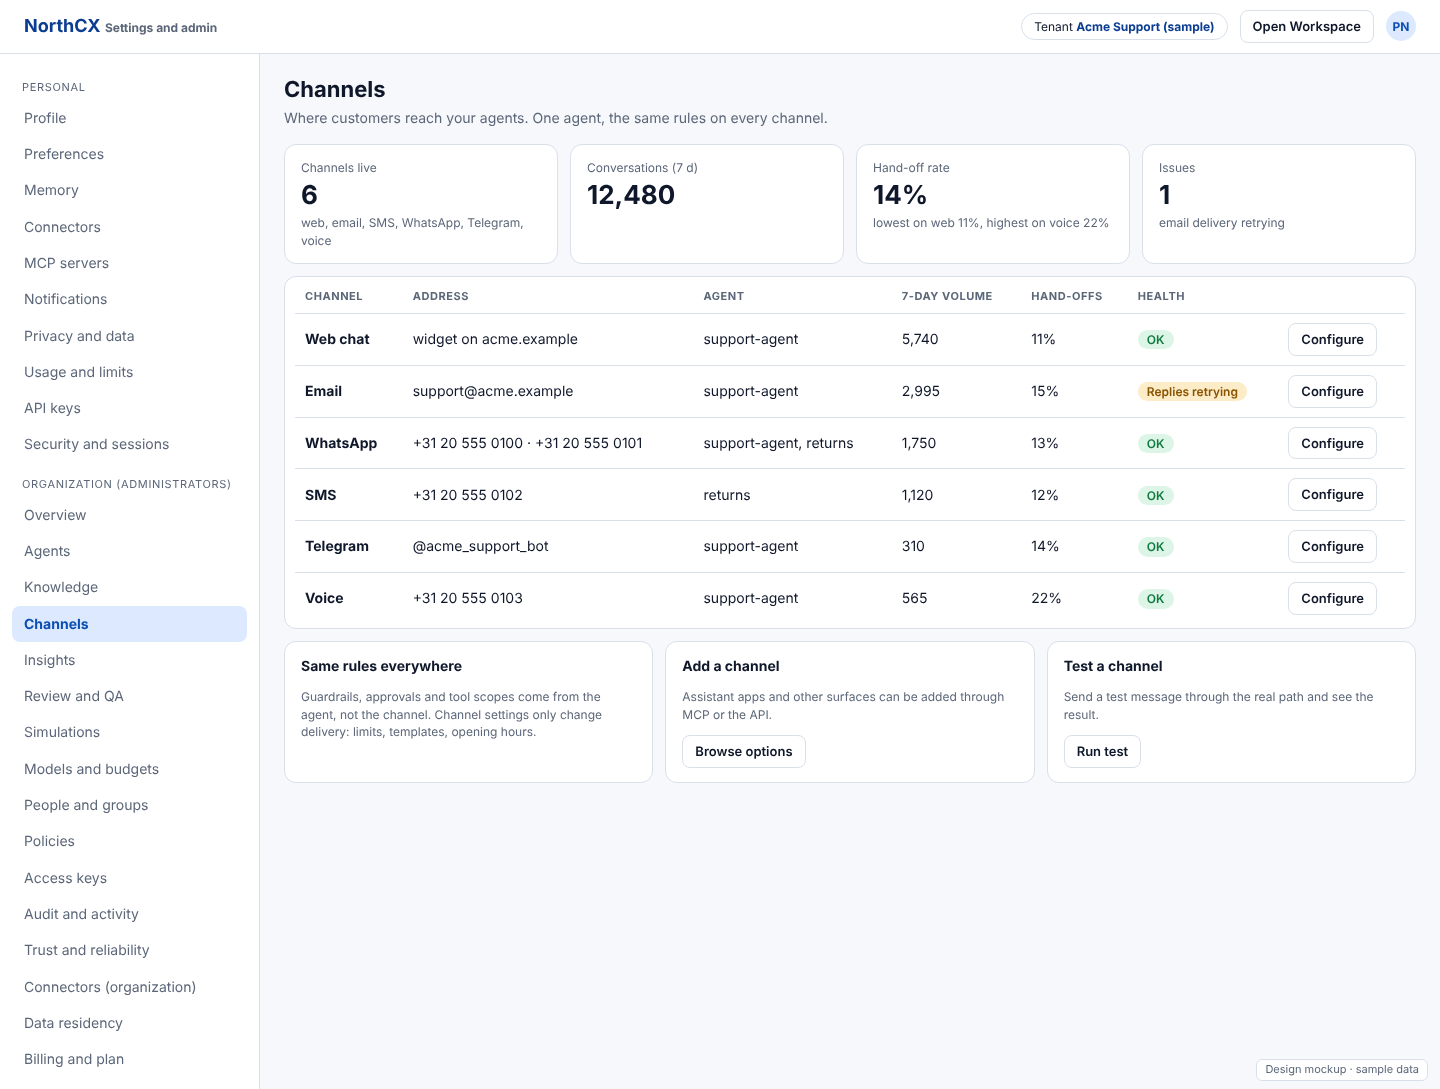 NorthCX Settings and admin
Tenant Acme Support (sample)
Open Workspace
PN
PERSONAL
Profile
Preferences
Memory
Connectors
MCP servers
Notifications
Privacy and data
Usage and limits
API keys
Security and sessions
ORGANIZATION (ADMINISTRATORS)
Overview
Agents
Knowledge
Channels
Insights
Review and QA
Simulations
Models and budgets
People and groups
Policies
Access keys
Audit and activity
Trust and reliability
Connectors (organization)
Data residency
Billing and plan
Channels
Where customers reach your agents. One agent, the same rules on every channel.
Channels live
6
web, email, SMS, WhatsApp, Telegram,
voice
Conversations (7 d)
12,480
Hand-off rate
14%
lowest on web 11%, highest on voice 22%
Issues
1
email delivery retrying
CHANNEL ADDRESS AGENT 7-DAY VOLUME HAND-OFFS HEALTH
Web chat widget on acme.example support-agent 5,740 11% OK Configure
Email support@acme.example support-agent 2,995 15% Replies retrying Configure
WhatsApp +31 20 555 0100 · +31 20 555 0101 support-agent, returns 1,750 13% OK Configure
SMS +31 20 555 0102 returns 1,120 12% OK Configure
Telegram @acme_support_bot support-agent 310 14% OK Configure
Voice +31 20 555 0103 support-agent 565 22% OK Configure
Same rules everywhere
Guardrails, approvals and tool scopes come from the
agent, not the channel. Channel settings only change
delivery: limits, templates, opening hours.
Add a channel
Assistant apps and other surfaces can be added through
MCP or the API.
Browse options
Test a channel
Send a test message through the real path and see the
result.
Run test
Design mockup · sample data